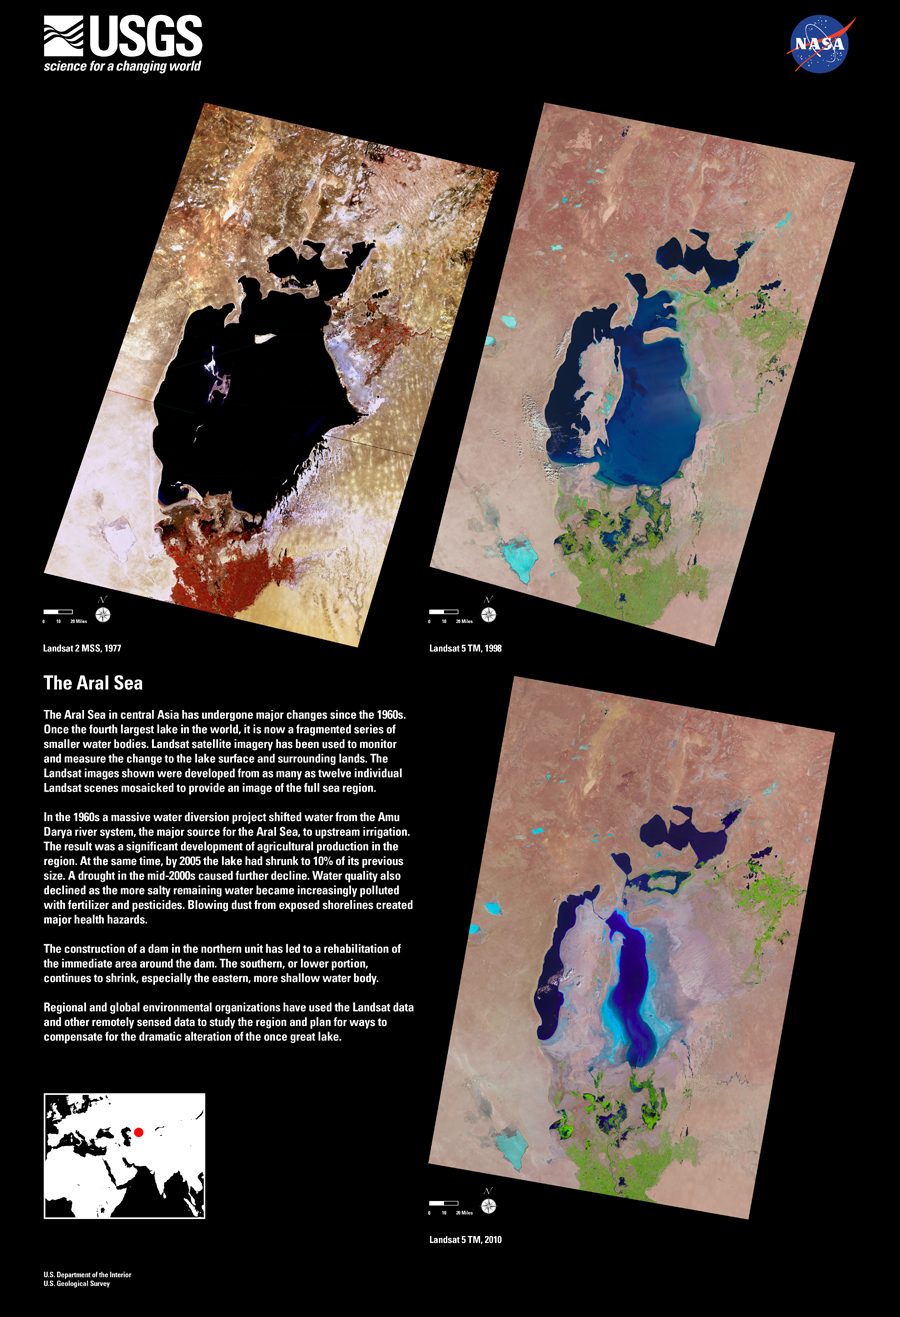 USGS
science for a changing world
NASA
N
0 10 20 Miles
Landsat 2 MSS, 1977
N
0 10 20 Miles
Landsat 5 TM, 1998
The Aral Sea
The Aral Sea in central Asia has undergone major changes since the 1960s.
Once the fourth largest lake in the world, it is now a fragmented series of
smaller water bodies. Landsat satellite imagery has been used to monitor
and measure the change to the lake surface and surrounding lands. The
Landsat images shown were developed from as many as twelve individual
Landsat scenes mosaicked to provide an image of the full sea region.
In the 1960s a massive water diversion project shifted water from the Amu
Darya river system, the major source for the Aral Sea, to upstream irrigation.
The result was a significant development of agricultural production in the
region. At the same time, by 2005 the lake had shrunk to 10% of its previous
size. A drought in the mid-2000s caused further decline. Water quality also
declined as the more salty remaining water became increasingly polluted
with fertilizer and pesticides. Blowing dust from exposed shorelines created
major health hazards.
The construction of a dam in the northern unit has led to a rehabilitation of
the immediate area around the dam. The southern, or lower portion,
continues to shrink, especially the eastern, more shallow water body.
Regional and global environmental organizations have used the Landsat data
and other remotely sensed data to study the region and plan for ways to
compensate for the dramatic alteration of the once great lake.
N
0 10 20 Miles
Landsat 5 TM, 2010
U.S. Department of the Interior
U.S. Geological Survey